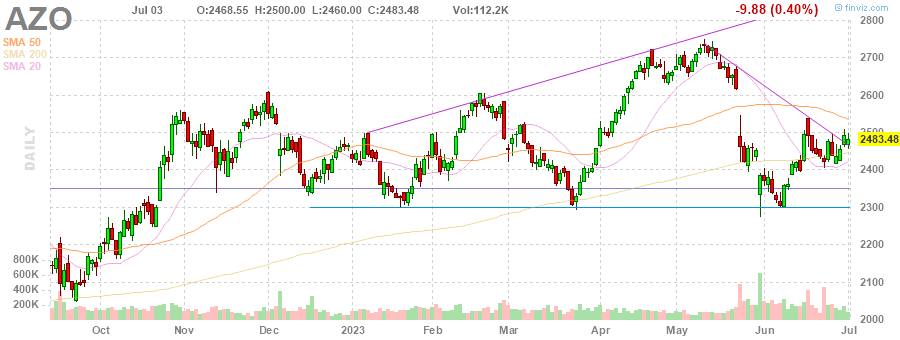 AZO
Jul 03 O:2468.55 H:2500.00 L:2460.00 C:2483.48 Vol:112.2K
-9.88 (0.40%)
© finviz.com
SMA 50
SMA 200
SMA 20
DAILY
2800
2700
2600
2500
2483.48
2400
2300
2200
2100
2000
800K
600K
400K
200K
Oct Nov Dec 2023 Feb Mar Apr May Jun Jul